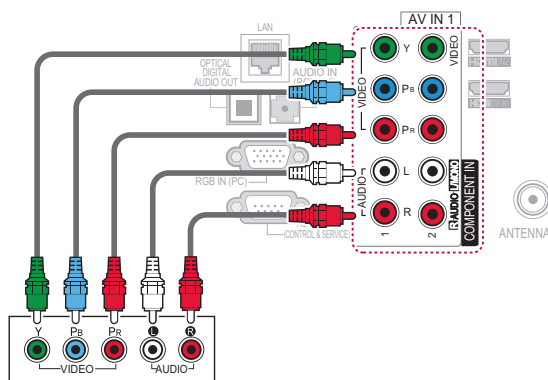 AV IN 1
LAN
OPTICAL
DIGITAL
AUDIO OUT
AUDIO IN
RGB IN (PC)
(CONTROL & SERVICE)
VIDEO
Y
PB
PR
AUDIO
L
R
1
2
VIDEO
L/MONO
AUDIO
R
COMPONENT IN
ANTENNA
Y
PB
PR
L
R
VIDEO
AUDIO